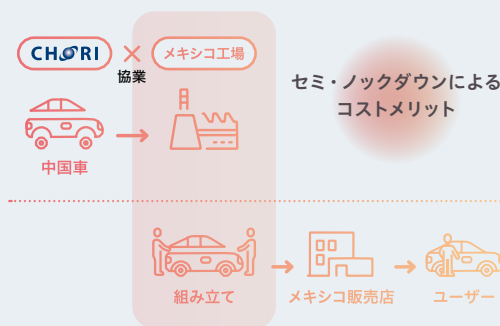 CHORI
×
メキシコ工場
協業
中国車
セミ・ノックダウンによる
コストメリット
組み立て
メキシコ販売店
ユーザー